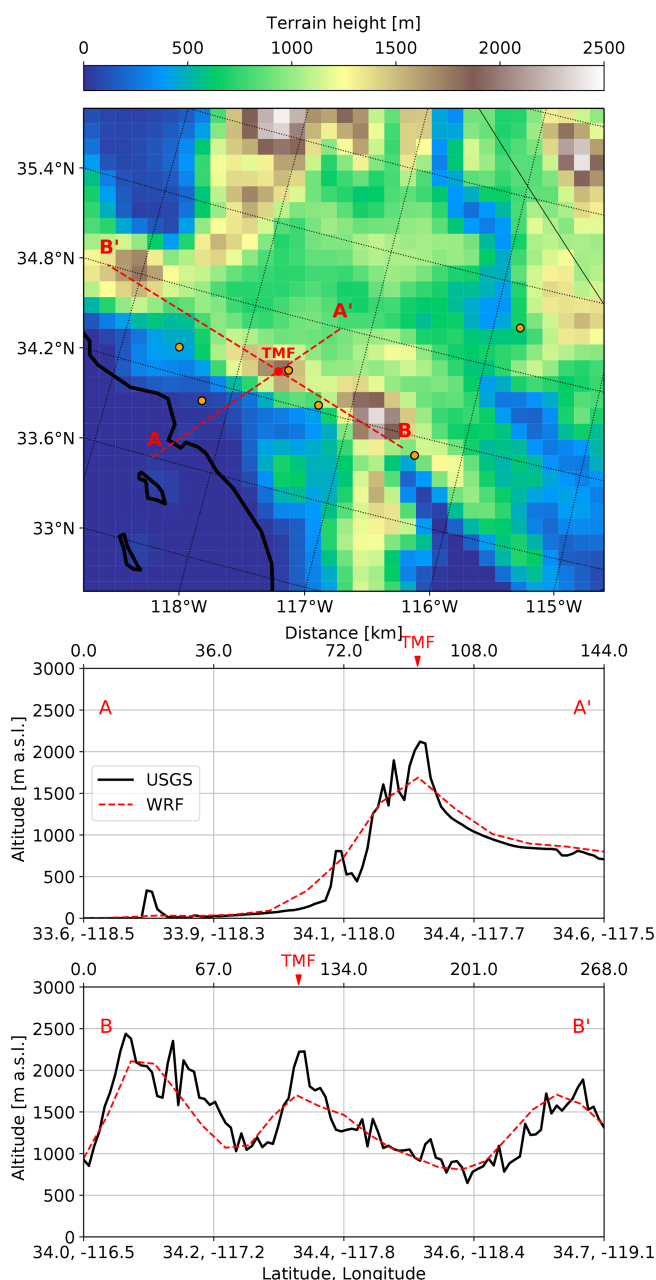 Terrain height [m]
0 500 1000 1500 2000 2500
35.4°N
34.8°N
34.2°N
33.6°N
33°N
B'
A'
TMF
A
B
118°W 117°W 116°W 115°W
Distance [km]
TMF
0.0 36.0 72.0 108.0 144.0
3000
2500
2000
1500
1000
500
0
Altitude [m a.s.l.]
A A'
USGS
WRF
33.6, -118.5 33.9, -118.3 34.1, -118.0 34.4, -117.7 34.6, -117.5
TMF
0.0 67.0 134.0 201.0 268.0
3000
2500
2000
1500
1000
500
0
Altitude [m a.s.l.]
B B'
34.0, -116.5 34.2, -117.2 34.4, -117.8 34.6, -118.4 34.7, -119.1
Latitude, Longitude